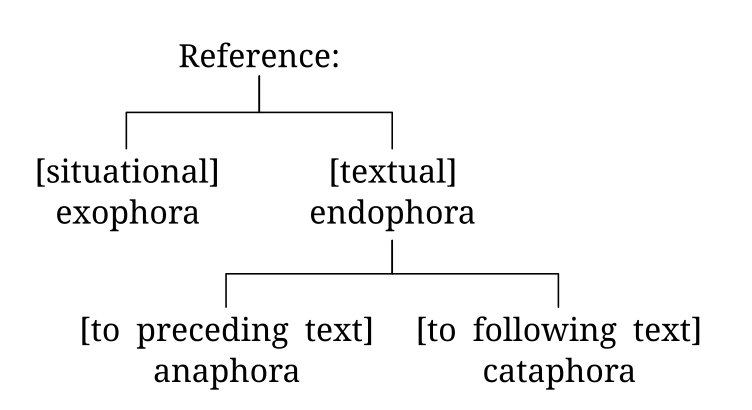 Reference:
[situational] [textual]
exophora endophora
[to preceding text] [to following text]
anaphora cataphora